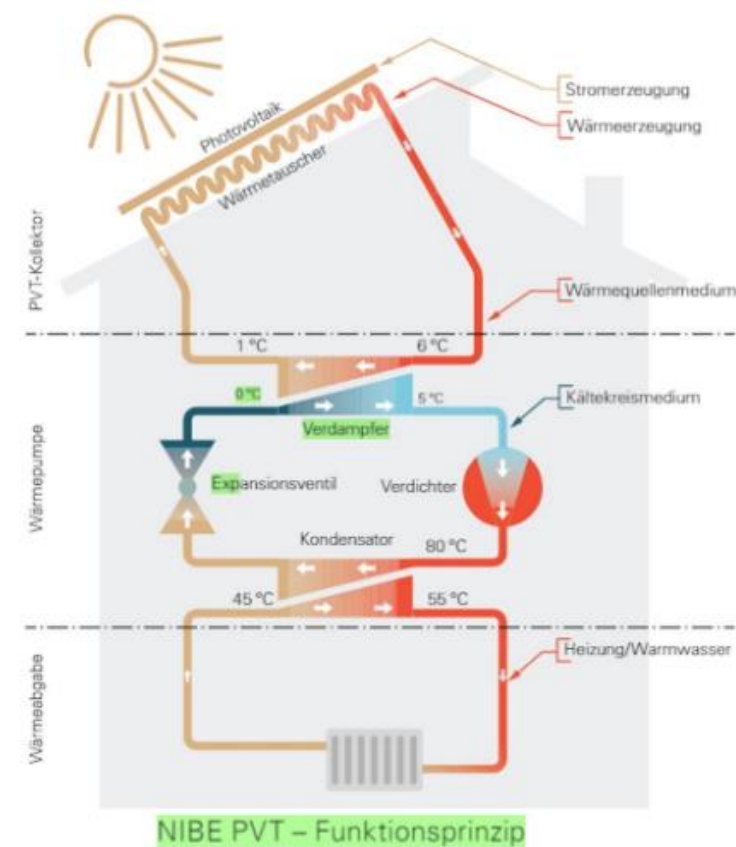 Stromerzeugung
Photovoltaik
Wärmeerzeugung
Wärmetauscher
PVT-Kollektor
Wärmequellenmedium
1 °C
6 °C
0 °C
5 °C
Kältekreismedium
Verdampfer
Wärmepumpe
Expansionsventil
Verdichter
Kondensator
80 °C
45 °C
55 °C
Heizung/Warmwasser
Wärmeabgabe
NIBE PVT – Funktionsprinzip